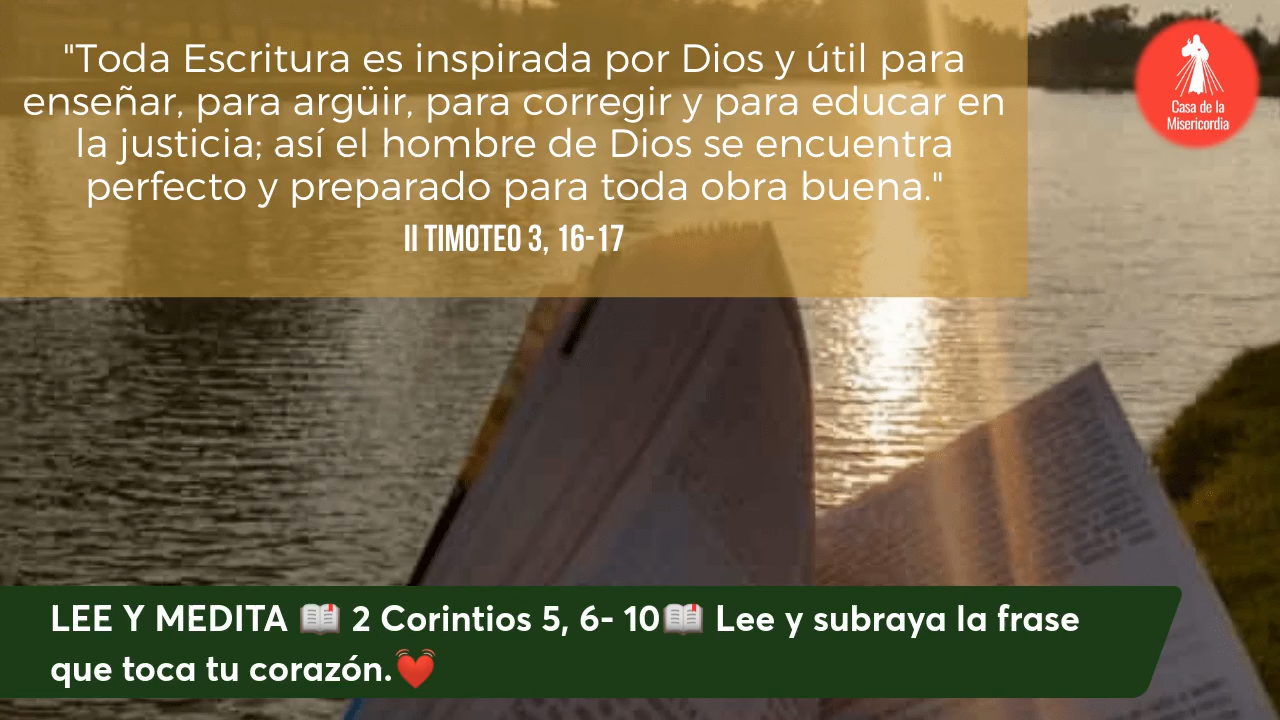 "Toda Escritura es inspirada por Dios y útil para
enseñar, para argüir, para corregir y para educar en
la justicia; así el hombre de Dios se encuentra
perfecto y preparado para toda obra buena."
II TIMOTEO 3, 16-17
Casa de la
Misericordia
LEE Y MEDITA 📖 2 Corintios 5, 6- 10📖 Lee y subraya la frase
que toca tu corazón.💓